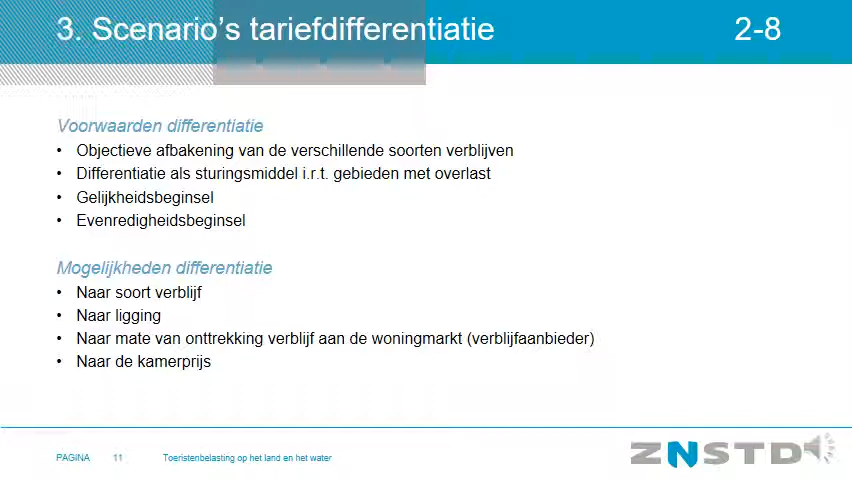 3. Scenario's tariefdifferentiatie 2-8
Voorwaarden differentiatie
• Objectieve afbakening van de verschillende soorten verblijven
• Differentiatie als sturingsmiddel i.r.t. gebieden met overlast
• Gelijkheidsbeginsel
• Evenredigheidsbeginsel
Mogelijkheden differentiatie
• Naar soort verblijf
• Naar ligging
• Naar mate van onttrekking verblijf aan de woningmarkt (verblijfaanbieder)
• Naar de kamerprijs
PAGINA 11 Toeristenbelasting op het land en het water
ZNSTD